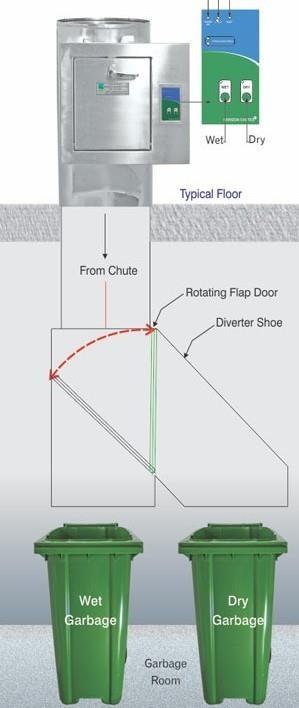 WET
DRY
Wet
Dry
Typical Floor
From Chute
Rotating Flap Door
Diverter Shoe
Wet
Garbage
Dry
Garbage
Garbage
Room